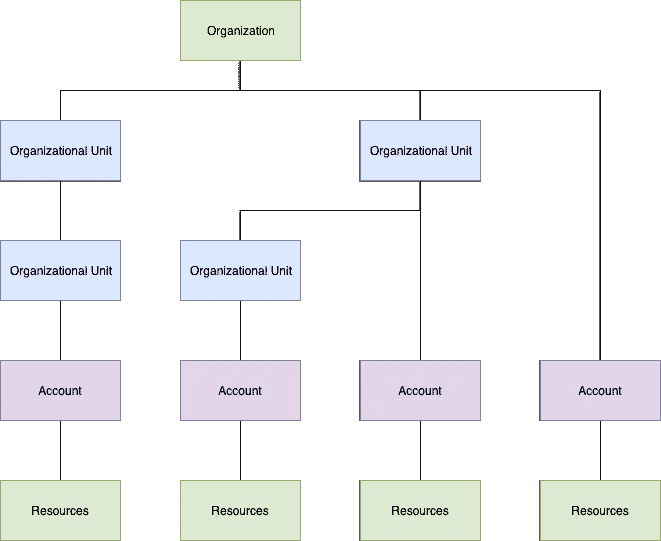 Organization
Organizational Unit
Organizational Unit
Organizational Unit
Organizational Unit
Account
Account
Account
Account
Resources
Resources
Resources
Resources